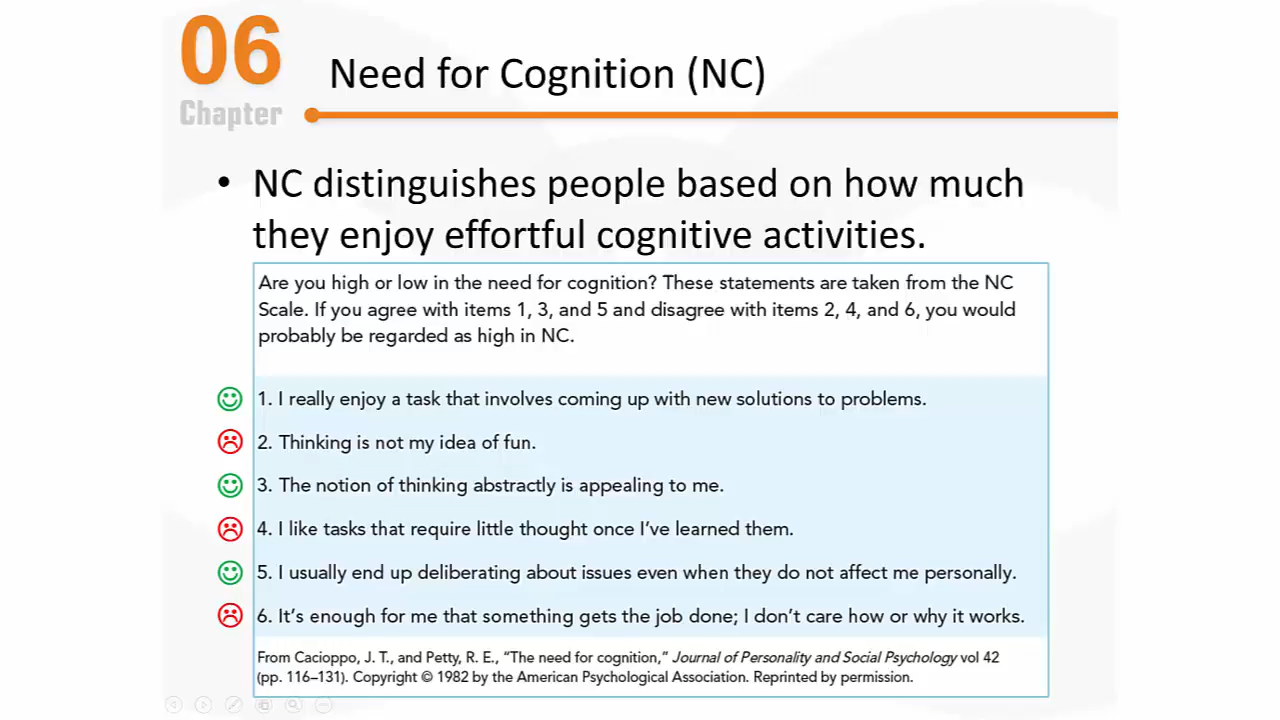 06
Chapter
Need for Cognition (NC)
• NC distinguishes people based on how much
they enjoy effortful cognitive activities.
Are you high or low in the need for cognition? These statements are taken from the NC
Scale. If you agree with items 1, 3, and 5 and disagree with items 2, 4, and 6, you would
probably be regarded as high in NC.
1. I really enjoy a task that involves coming up with new solutions to problems.
2. Thinking is not my idea of fun.
3. The notion of thinking abstractly is appealing to me.
4. I like tasks that require little thought once I’ve learned them.
5. I usually end up deliberating about issues even when they do not affect me personally.
6. It’s enough for me that something gets the job done; I don’t care how or why it works.
From Cacioppo, J. T., and Petty, R. E., “The need for cognition,” Journal of Personality and Social Psychology vol 42
(pp. 116–131). Copyright © 1982 by the American Psychological Association. Reprinted by permission.